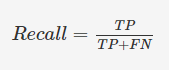 Recall = TP / TP+FN